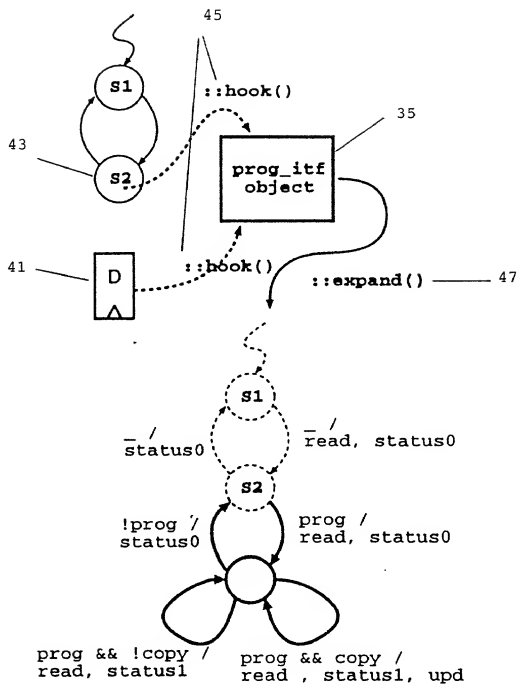 45
S1
::hook()
35
43
S2
prog_itf
object
41
D
::hook()
::expand()
47
S1
_ /
status0
_ /
read, status0
S2
!prog /
status0
prog /
read, status0
prog && !copy /
read, status1
prog && copy /
read , status1, upd